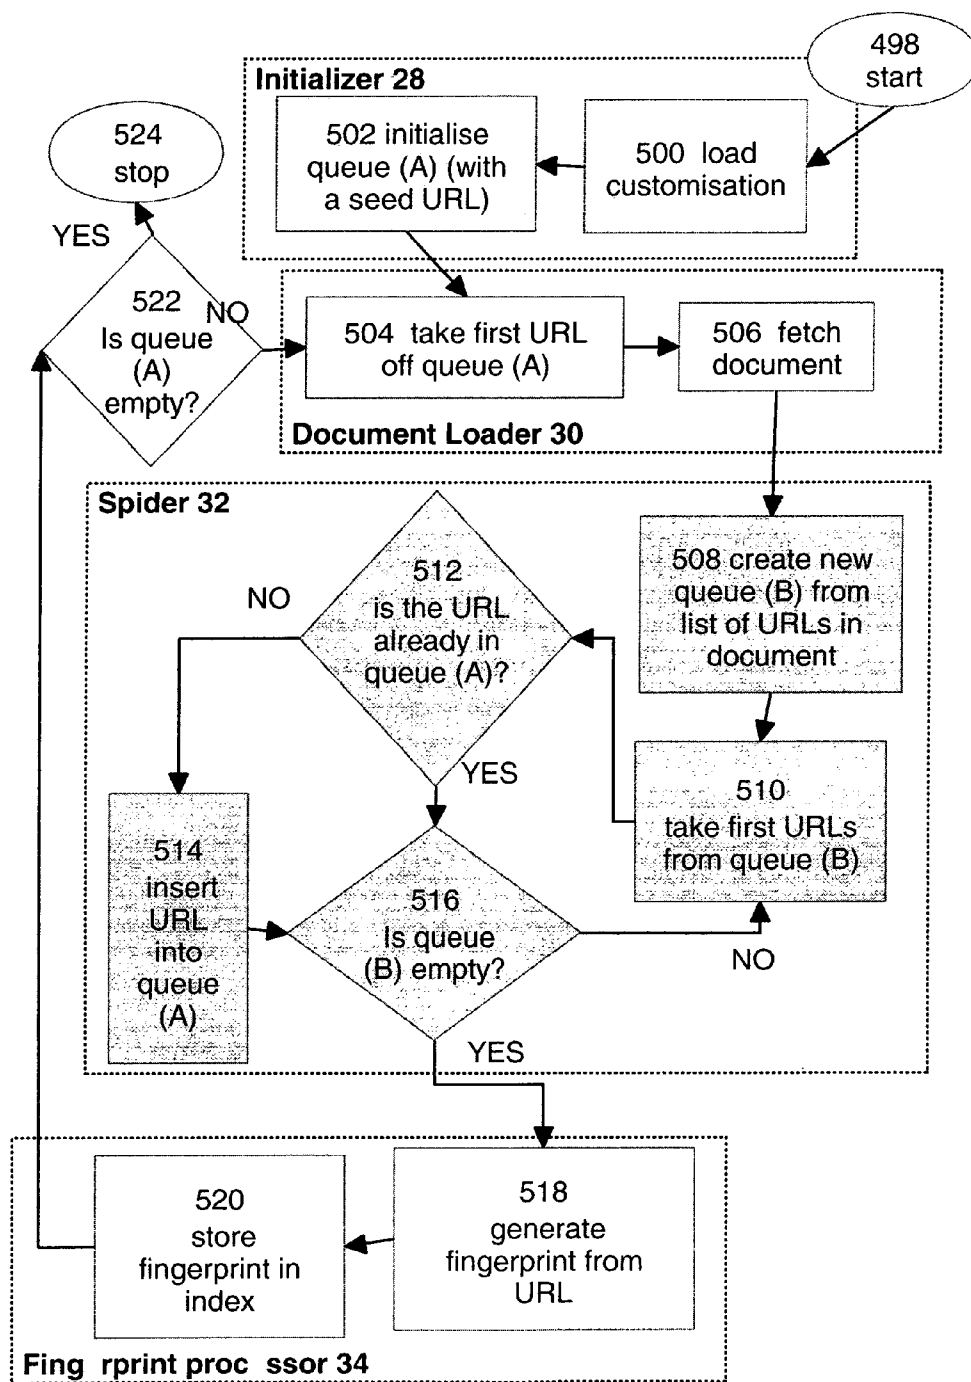 498
start
Initializer 28
502 initialise
queue (A) (with
a seed URL)
500 load
customisation
524
stop
YES
522
Is queue
(A)
empty?
NO
504 take first URL
off queue (A)
506 fetch
document
Document Loader 30
Spider 32
508 create new
queue (B) from
list of URLs in
document
512
is the URL
already in
queue (A)?
NO
YES
510
take first URLs
from queue (B)
514
insert
URL
into
queue
(A)
516
Is queue
(B) empty?
NO
YES
518
generate
fingerprint from
URL
520
store
fingerprint in
index
Fing rprint proc ssor 34